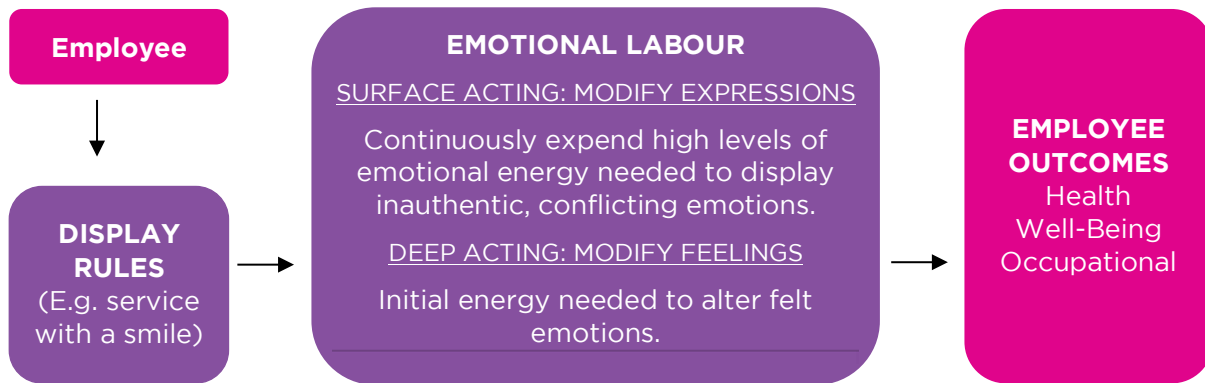 Employee
DISPLAY
RULES
(E.g. service
with a smile)
EMOTIONAL LABOUR
SURFACE ACTING: MODIFY EXPRESSIONS
Continuously expend high levels of
emotional energy needed to display
inauthentic, conflicting emotions.
DEEP ACTING: MODIFY FEELINGS
Initial energy needed to alter felt
emotions.
EMPLOYEE
OUTCOMES
Health
Well-Being
Occupational